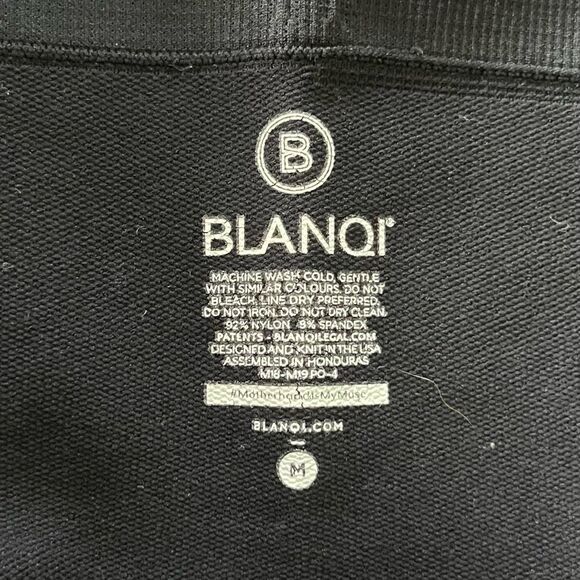 B
BLANQI®
MACHINE WASH COLD, GENTLE
WITH SIMILAR COLOURS. DO NOT
BLEACH. LINE DRY PREFERRED.
DO NOT IRON. DO NOT DRY CLEAN.
92% NYLON 8% SPANDEX
PATENTS - BLANQILEGAL.COM
DESIGNED AND KNIT IN THE USA
ASSEMBLED IN HONDURAS
M18-M19 PO-4
#MotherhoodIsMyMuse
BLANQI.COM
M